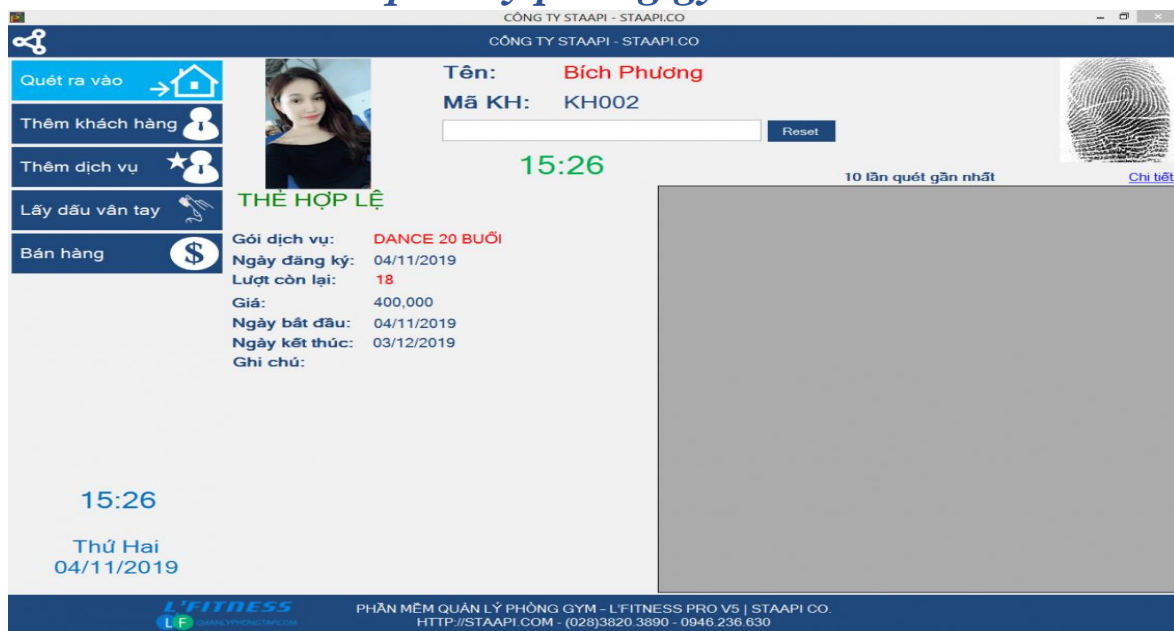 CÔNG TY STAAPI - STAAPI.CO
CÔNG TY STAAPI - STAAPI.CO
Quét ra vào
Thêm khách hàng
Thêm dịch vụ
Lấy dấu vân tay
Bán hàng
Tên: Bích Phương
Mã KH: KH002
Reset
15:26
10 lần quét gần nhất
Chi tiết
THẺ HỢP LỆ
Gói dịch vụ: DANCE 20 BUỔI
Ngày đăng ký: 04/11/2019
Lượt còn lại: 18
Giá: 400,000
Ngày bắt đầu: 04/11/2019
Ngày kết thúc: 03/12/2019
Ghi chú:
15:26
Thứ Hai
04/11/2019
L'FITNESS
LF QUANLYPHONGTAP.COM
PHẦN MỀM QUẢN LÝ PHÒNG GYM - L'FITNESS PRO V5 | STAAPI CO.
HTTP://STAAPI.COM - (028)3820.3890 - 0946.236.630